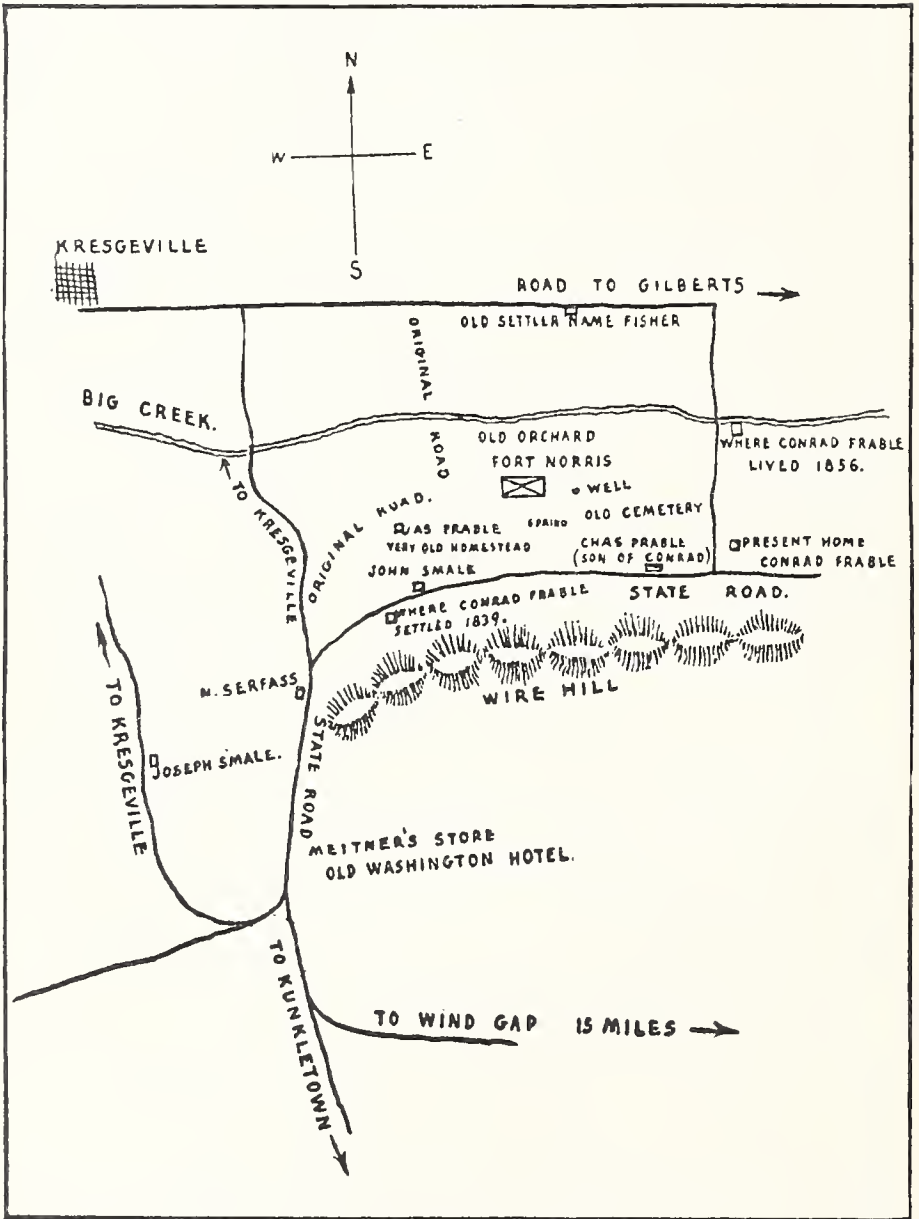 N
W E
S
KRESGEVILLE
ROAD TO GILBERTS
OLD SETTLER NAME FISHER
ORIGINAL ROAD
BIG CREEK.
OLD ORCHARD
FORT NORRIS
WELL
WHERE CONRAD FRABLE
LIVED 1856.
TO KRESGEVILLE
ORIGINAL ROAD.
OLD CEMETERY
AS FRABLE
VERY OLD HOMESTEAD
CHAS FRABLE
(SON OF CONRAD)
PRESENT HOME
CONRAD FRABLE
JOHN SMALE
WHERE CONRAD FRABLE
SETTLED 1839.
STATE ROAD.
WIRE HILL
N. SERFASS
STATE ROAD
TO KRESGEVILLE
JOSEPH SMALE.
MEITNER'S STORE
OLD WASHINGTON HOTEL.
TO KUNKLETOWN
TO WIND GAP 15 MILES